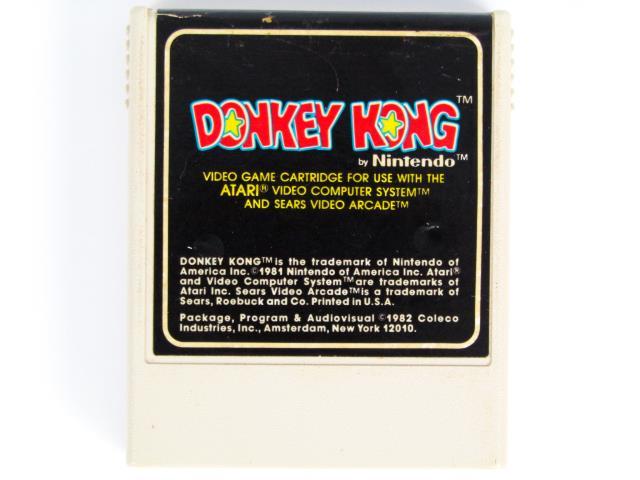 DONKEY KONG™
by Nintendo™
VIDEO GAME CARTRIDGE FOR USE WITH THE
ATARI® VIDEO COMPUTER SYSTEM™
AND SEARS VIDEO ARCADE™
DONKEY KONG™ is the trademark of Nintendo of
America Inc. ©1981 Nintendo of America Inc. Atari®
and Video Computer System™ are trademarks of
Atari Inc. Sears Video Arcade™ is a trademark of
Sears, Roebuck and Co. Printed in U.S.A.
Package, Program & Audiovisual ©1982 Coleco
Industries, Inc., Amsterdam, New York 12010.